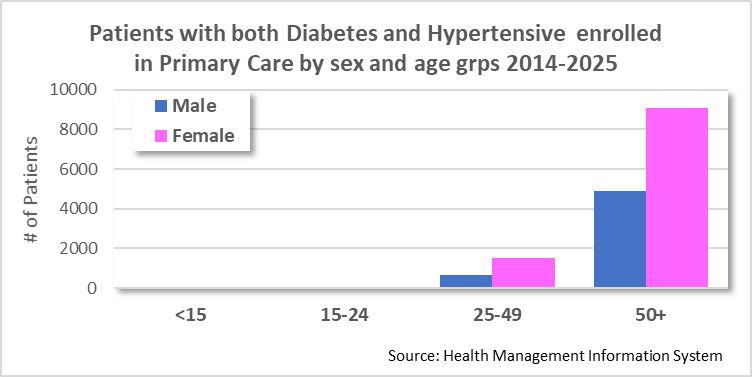 Patients with both Diabetes and Hypertensive enrolled
in Primary Care by sex and age grps 2014-2025
10000
8000
6000
4000
2000
0
# of Patients
Male
Female
<15 15-24 25-49 50+
Source: Health Management Information System